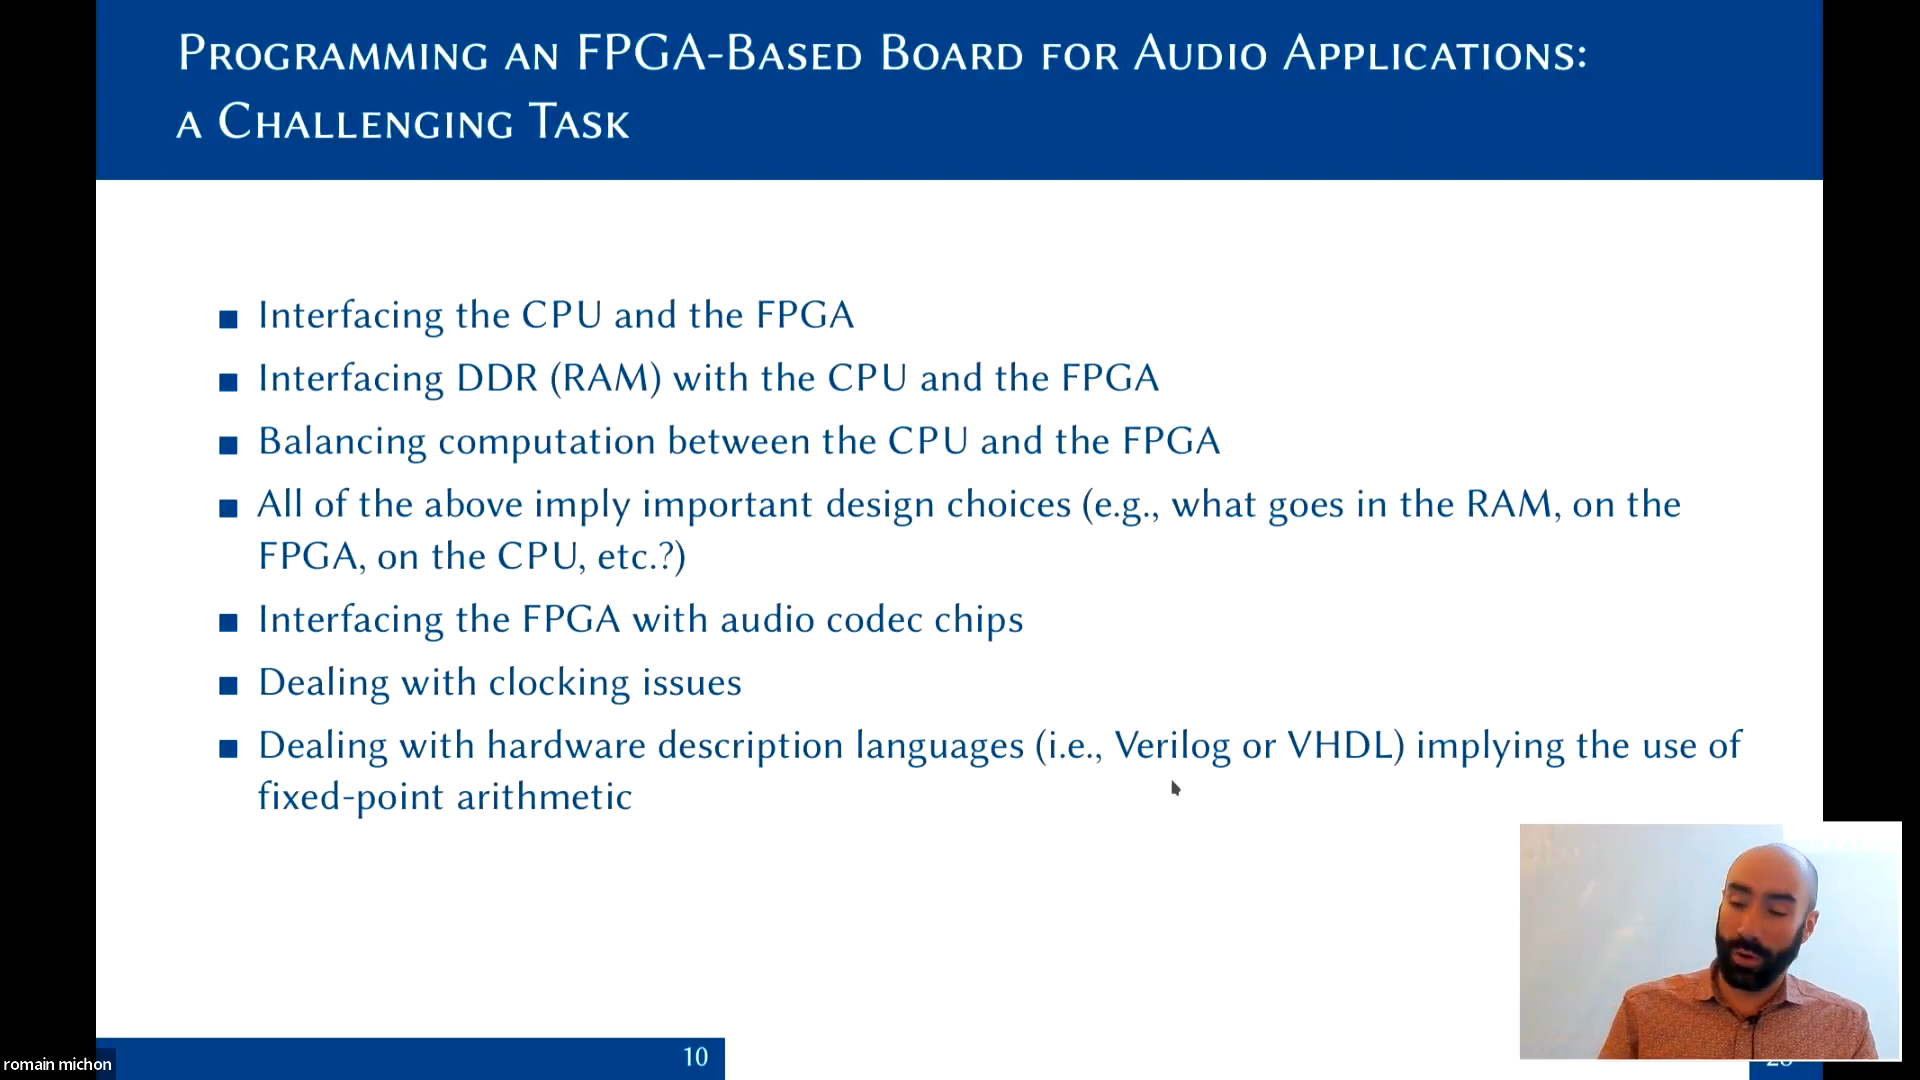 Programming an FPGA-Based Board for Audio Applications:
a Challenging Task
Interfacing the CPU and the FPGA
Interfacing DDR (RAM) with the CPU and the FPGA
Balancing computation between the CPU and the FPGA
All of the above imply important design choices (e.g., what goes in the RAM, on the
FPGA, on the CPU, etc.?)
Interfacing the FPGA with audio codec chips
Dealing with clocking issues
Dealing with hardware description languages (i.e., Verilog or VHDL) implying the use of
fixed-point arithmetic
10
romain michon